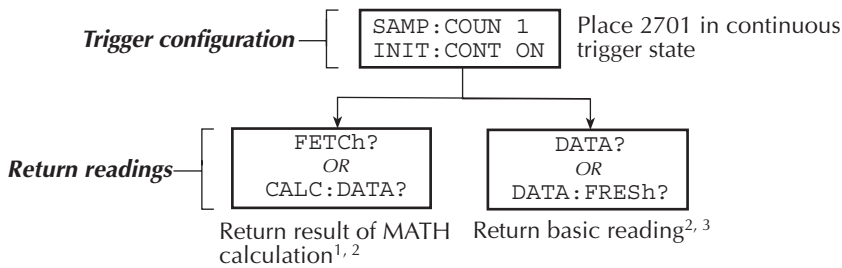 Trigger configuration
SAMP:COUN 1
INIT:CONT ON
Place 2701 in continuous
trigger state
Return readings
FETCh?
OR
CALC:DATA?
DATA?
OR
DATA:FRESh?
Return result of MATH
calculation1, 2
Return basic reading2, 3